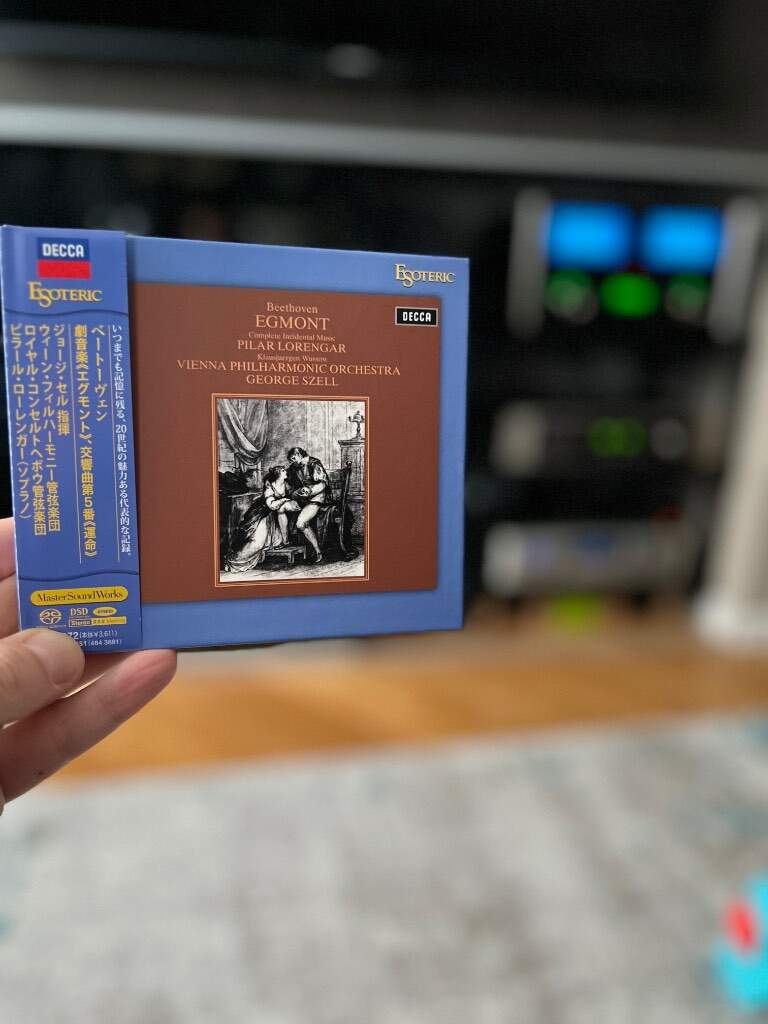 DECCA
ESOTERIC
いつまでも記憶に残る、20世紀の魅力ある代表的な記録。
ベートーヴェン
劇音楽《エグモント》、交響曲第5番《運命》
ジョージ・セル 指揮
ウィーン・フィルハーモニー管弦楽団
ロイヤル・コンセルトヘボウ管弦楽団
ピラール・ローレンガー(ソプラノ)
MasterSoundWorks
DSD
Stereo
ESOTERIC
DECCA
Beethoven
EGMONT
Complete Incidental Music
PILAR LORENGAR
Klausjuergen Wussow
VIENNA PHILHARMONIC ORCHESTRA
GEORGE SZELL